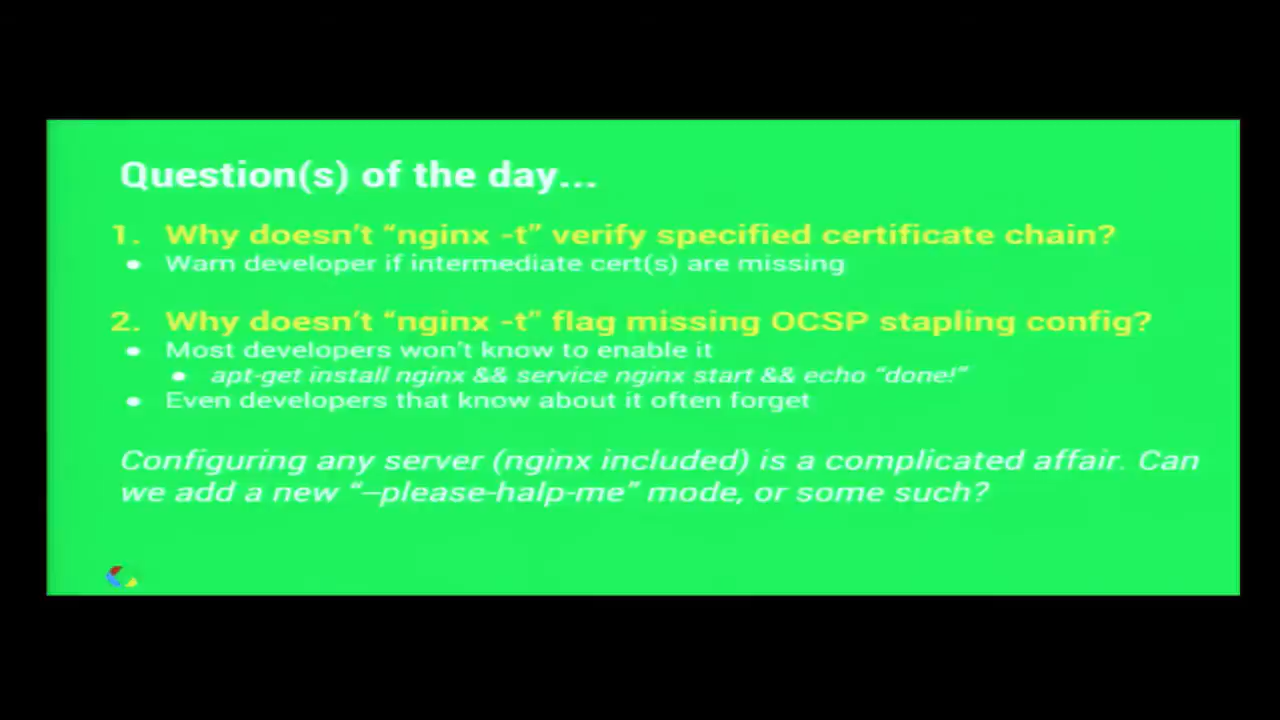 Question(s) of the day...
1. Why doesn't "nginx -t" verify specified certificate chain?
● Warn developer if intermediate cert(s) are missing
2. Why doesn't "nginx -t" flag missing OCSP stapling config?
● Most developers won't know to enable it
● apt-get install nginx && service nginx start && echo "done!"
● Even developers that know about it often forget
Configuring any server (nginx included) is a complicated affair. Can
we add a new "--please-halp-me" mode, or some such?